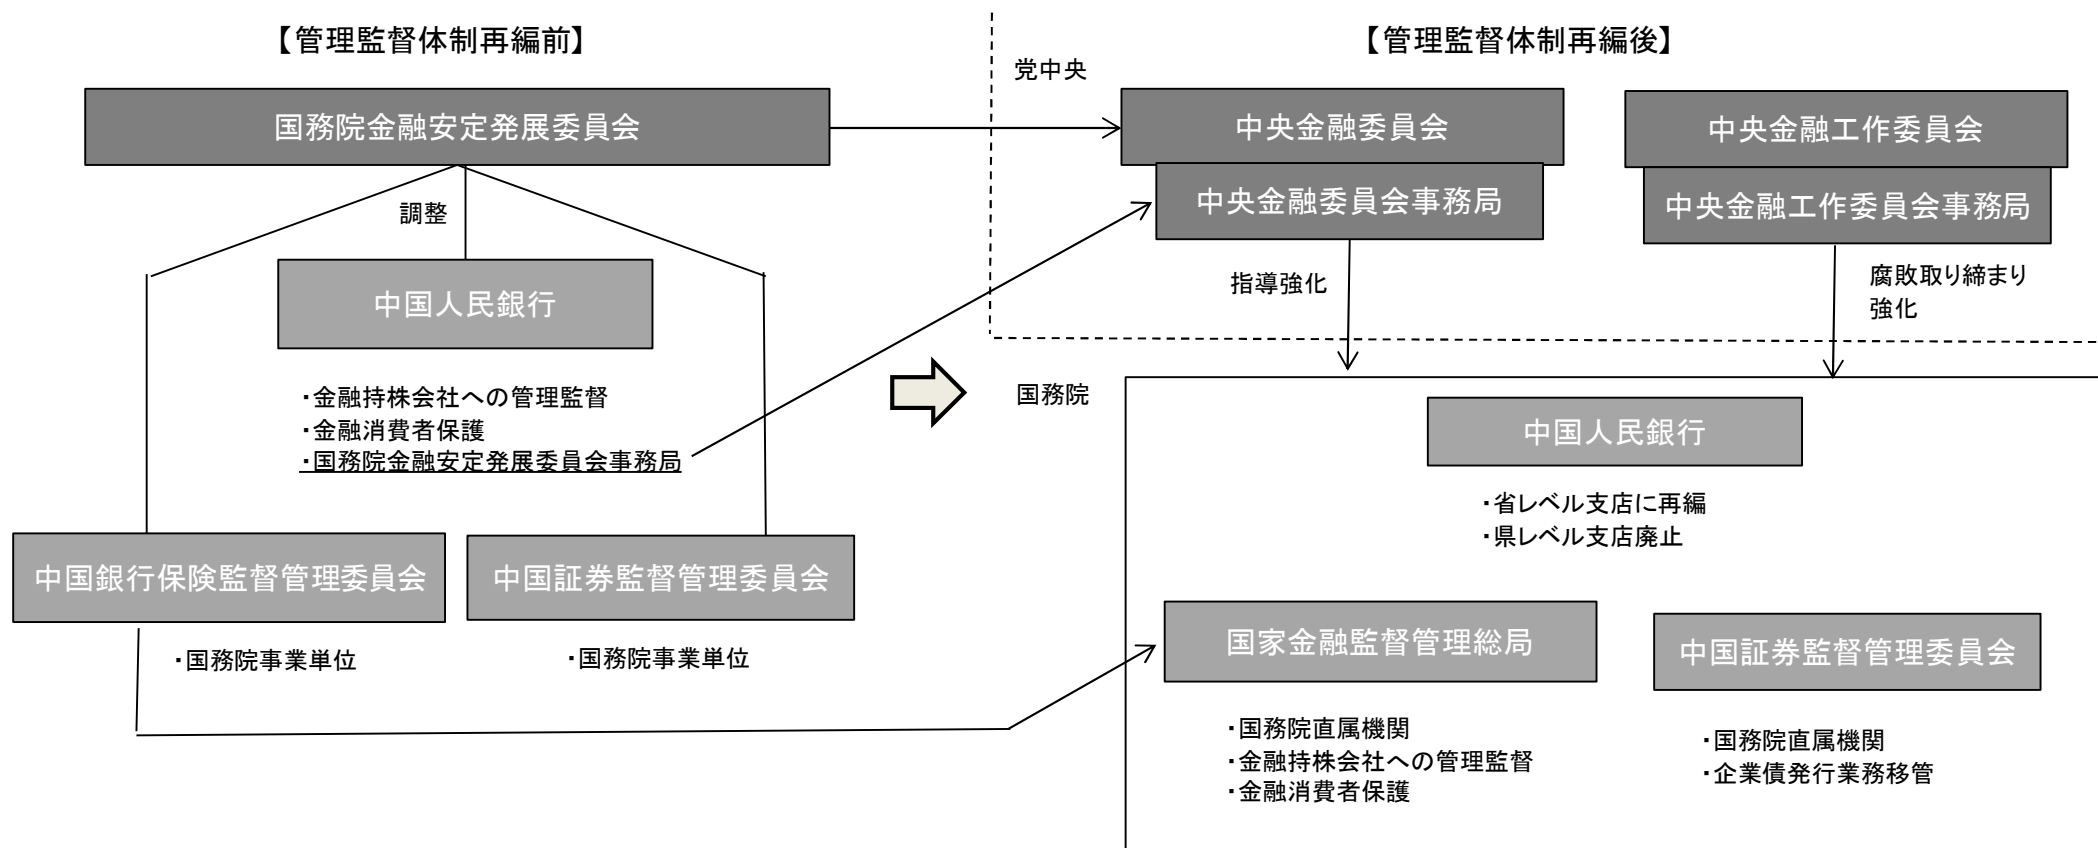 【管理監督体制再編前】
国務院金融安定発展委員会
調整
中国人民銀行
・金融持株会社への管理監督
・金融消費者保護
・国務院金融安定発展委員会事務局
中国銀行保険監督管理委員会
・国務院事業単位
中国証券監督管理委員会
・国務院事業単位
【管理監督体制再編後】
党中央
中央金融委員会
中央金融委員会事務局
指導強化
中央金融工作委員会
中央金融工作委員会事務局
腐敗取り締まり
強化
国務院
中国人民銀行
・省レベル支店に再編
・県レベル支店廃止
国家金融監督管理総局
・国務院直属機関
・金融持株会社への管理監督
・金融消費者保護
中国証券監督管理委員会
・国務院直属機関
・企業債発行業務移管